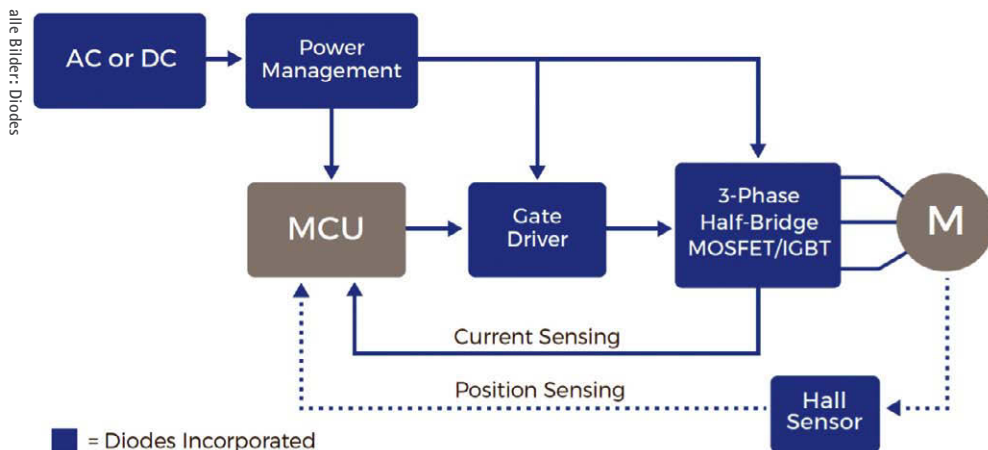 alle Bilder: Diodes
AC or DC
Power
Management
MCU
Gate
Driver
3-Phase
Half-Bridge
MOSFET/IGBT
M
Current Sensing
Position Sensing
Hall
Sensor
= Diodes Incorporated